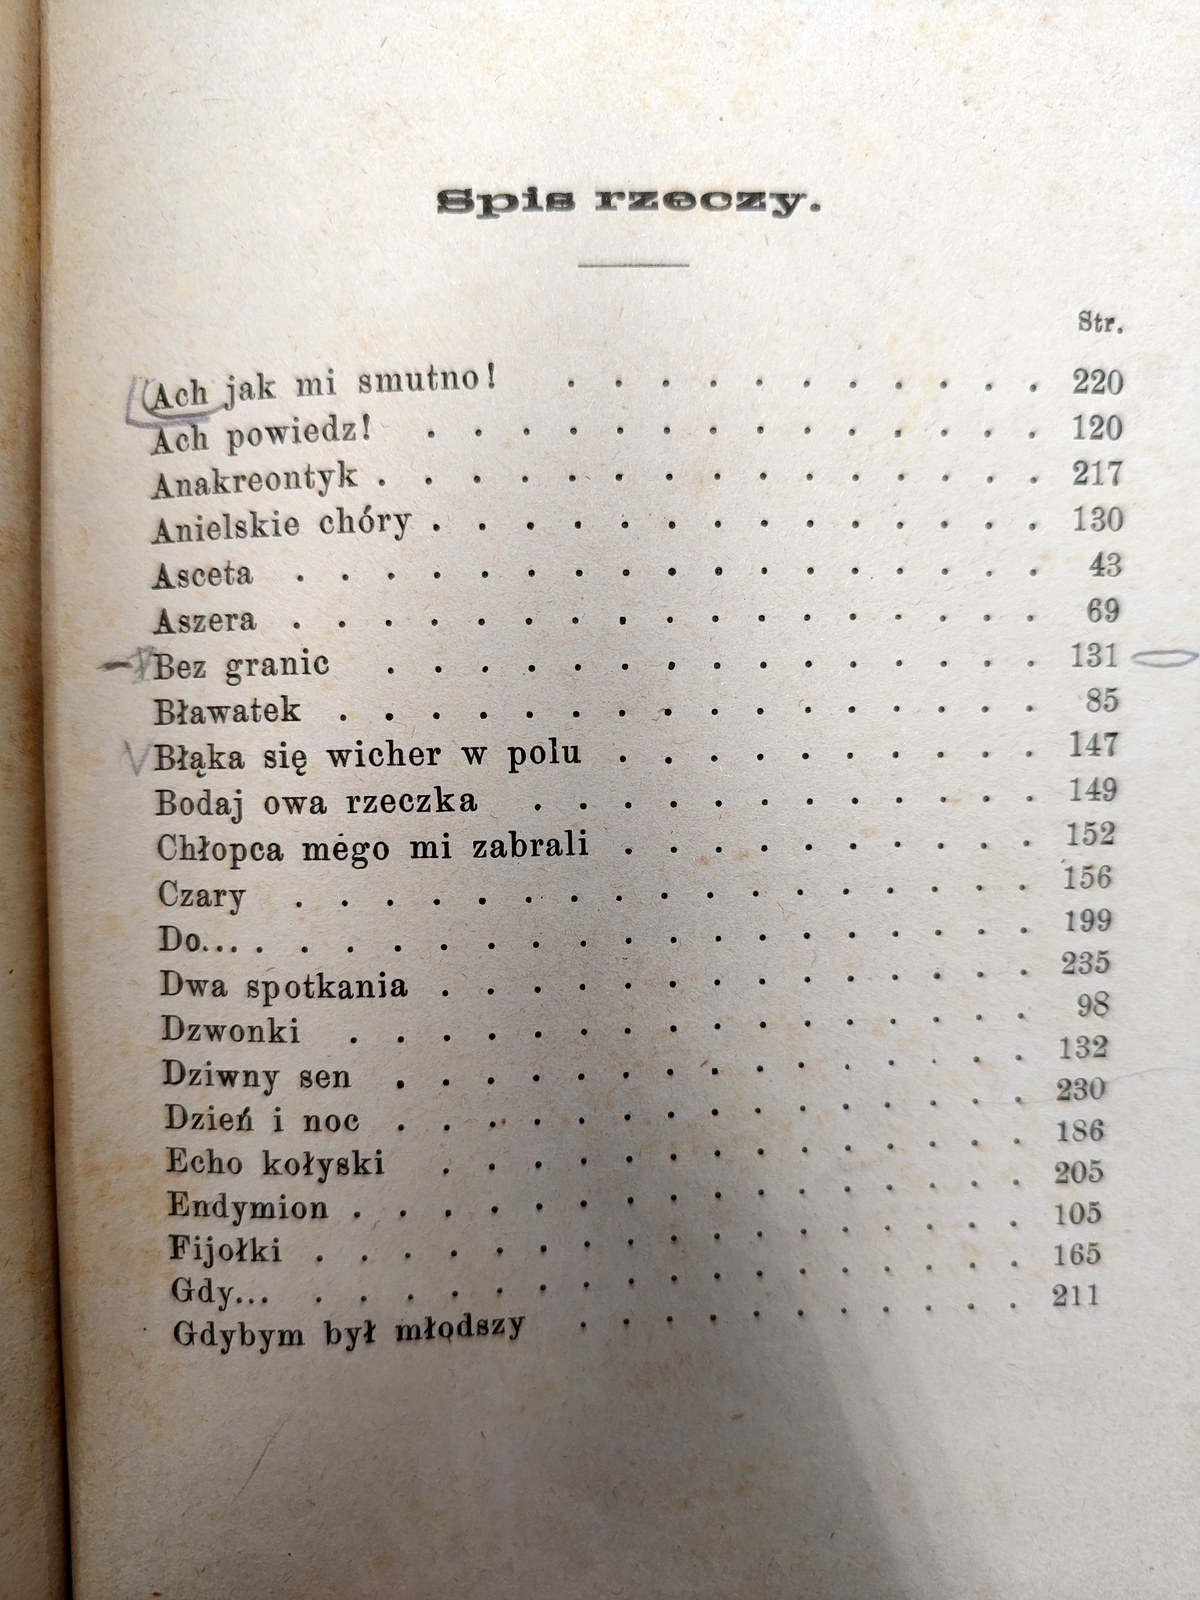 Spis rzeczy.
Str.
Ach jak mi smutno! . . . . . . . . . . . 220
Ach powiedz! . . . . . . . . . . . . . . 120
Anakreontyk . . . . . . . . . . . . . . . 217
Anielskie chóry . . . . . . . . . . . . . . 130
Asceta . . . . . . . . . . . . . . . . . 43
Aszera . . . . . . . . . . . . . . . . . 69
Bez granic . . . . . . . . . . . . . . . 131
Bławatek . . . . . . . . . . . . . . . . 85
Błąka się wicher w polu . . . . . . . . . . 147
Bodaj owa rzeczka . . . . . . . . . . . . 149
Chłopca mégo mi zabrali . . . . . . . . . . 152
Czary . . . . . . . . . . . . . . . . . 156
Do... . . . . . . . . . . . . . . . . . . 199
Dwa spotkania . . . . . . . . . . . . . . 235
Dzwonki . . . . . . . . . . . . . . . . 98
Dziwny sen . . . . . . . . . . . . . . . 132
Dzień i noc . . . . . . . . . . . . . . . 230
Echo kołyski . . . . . . . . . . . . . . 186
Endymion . . . . . . . . . . . . . . . . 205
Fijołki . . . . . . . . . . . . . . . . . 105
Gdy... . . . . . . . . . . . . . . . . . 165
Gdybym był młodszy . . . . . . . . . . . 211